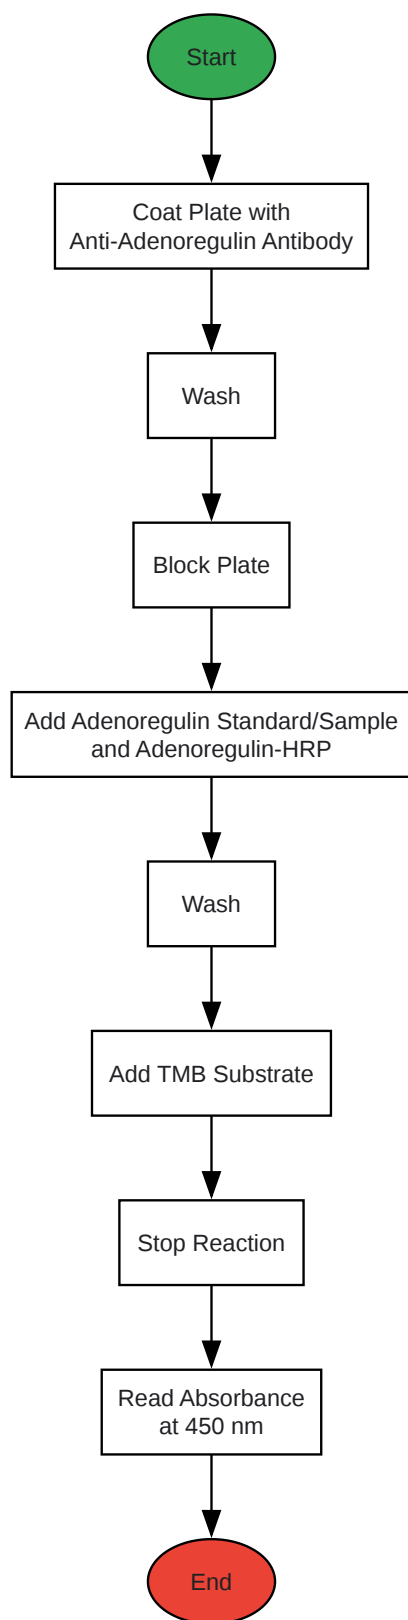 Start
Coat Plate with
Anti-Adenoregulin Antibody
Wash
Block Plate
Add Adenoregulin Standard/Sample
and Adenoregulin-HRP
Wash
Add TMB Substrate
Stop Reaction
Read Absorbance
at 450 nm
End